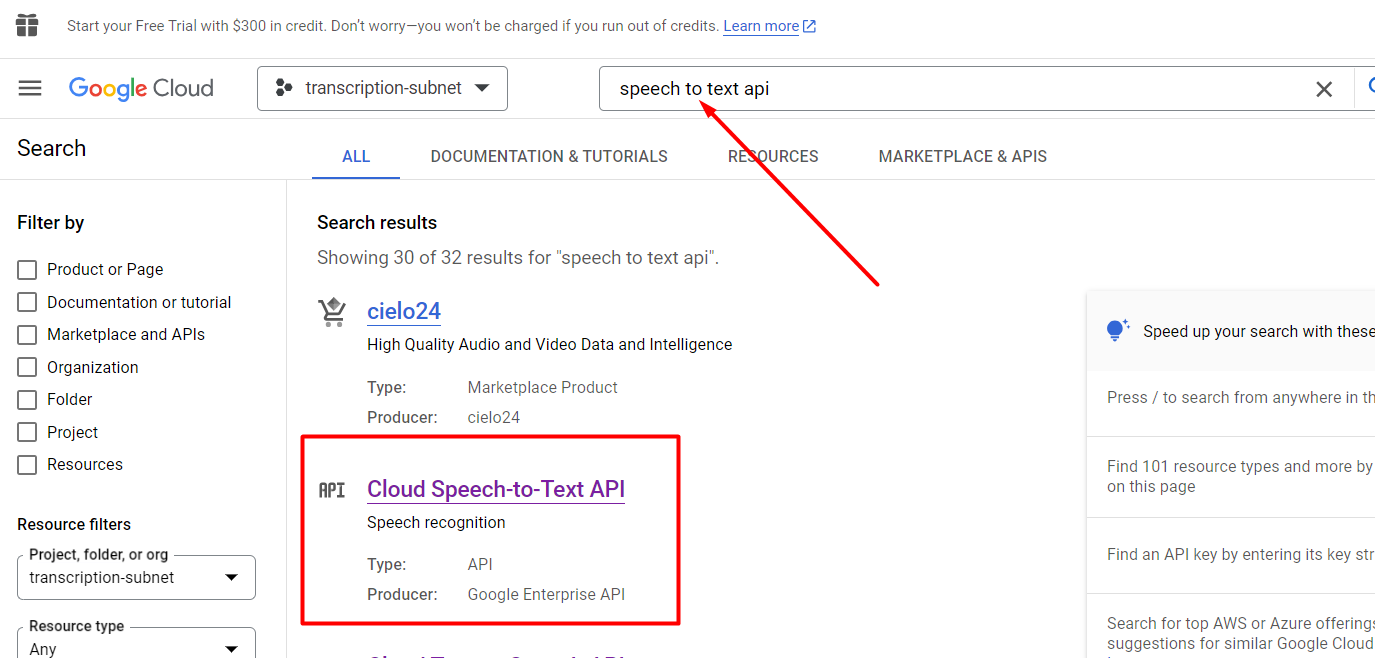 Start your Free Trial with $300 in credit. Don’t worry—you won’t be charged if you run out of credits. Learn more
Google Cloud
transcription-subnet
speech to text api
Search
ALL
DOCUMENTATION & TUTORIALS
RESOURCES
MARKETPLACE & APIS
Filter by
Product or Page
Documentation or tutorial
Marketplace and APIs
Organization
Folder
Project
Resources
Resource filters
Project, folder, or org
transcription-subnet
Resource type
Any
Search results
Showing 30 of 32 results for "speech to text api".
cielo24
High Quality Audio and Video Data and Intelligence
Type: Marketplace Product
Producer: cielo24
API
Cloud Speech-to-Text API
Speech recognition
Type: API
Producer: Google Enterprise API
Speed up your search with these
Press / to search from anywhere in
Find 101 resource types and more by
on this page
Find an API key by entering its key
Search for top AWS or Azure offerings
suggestions for similar Google Cloud